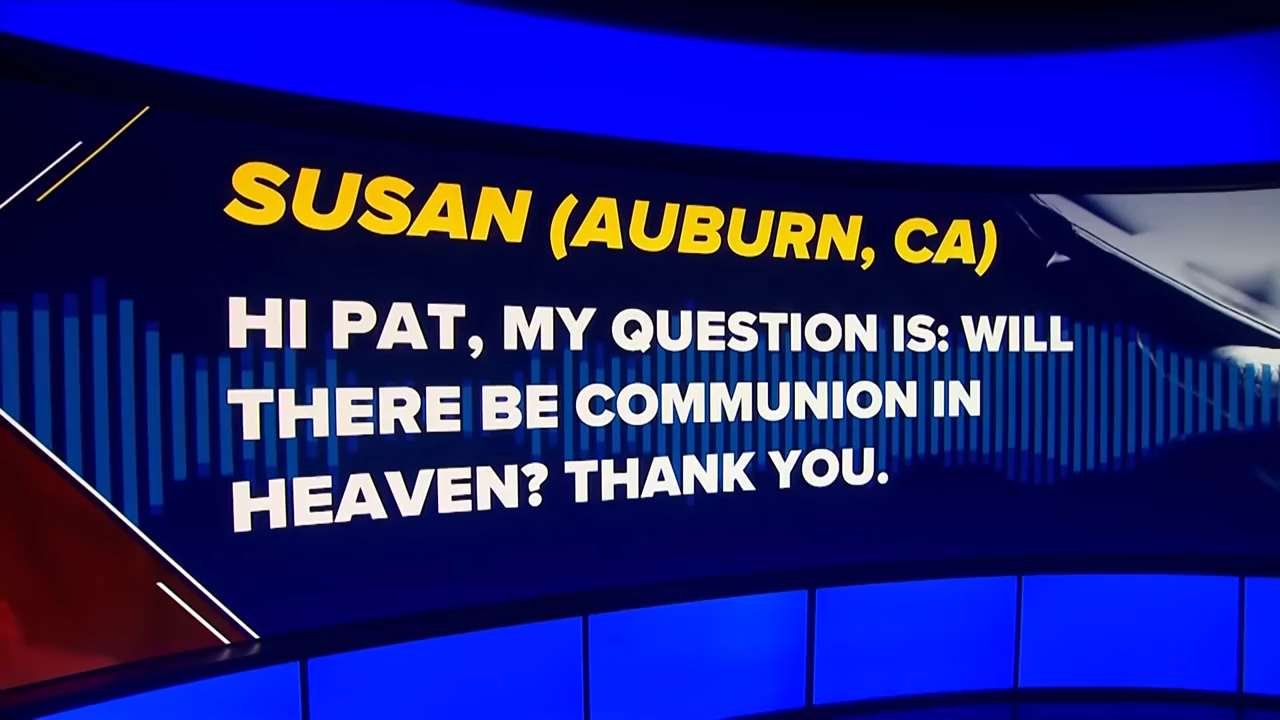 SUSAN (AUBURN, CA)
HI PAT, MY QUESTION IS: WILL
THERE BE COMMUNION IN
HEAVEN? THANK YOU.